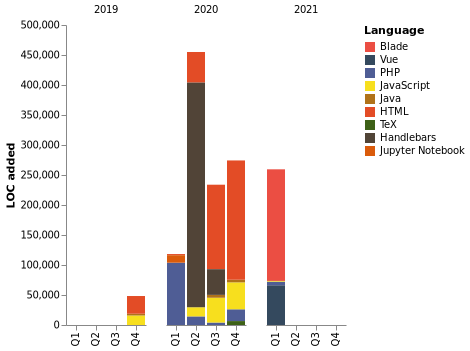 2019 2020 2021
500,000
450,000
400,000
350,000
300,000
250,000
200,000
150,000
100,000
50,000
0
LOC added
Q1 Q2 Q3 Q4 Q1 Q2 Q3 Q4 Q1 Q2 Q3 Q4
Language
Blade
Vue
PHP
JavaScript
Java
HTML
TeX
Handlebars
Jupyter Notebook